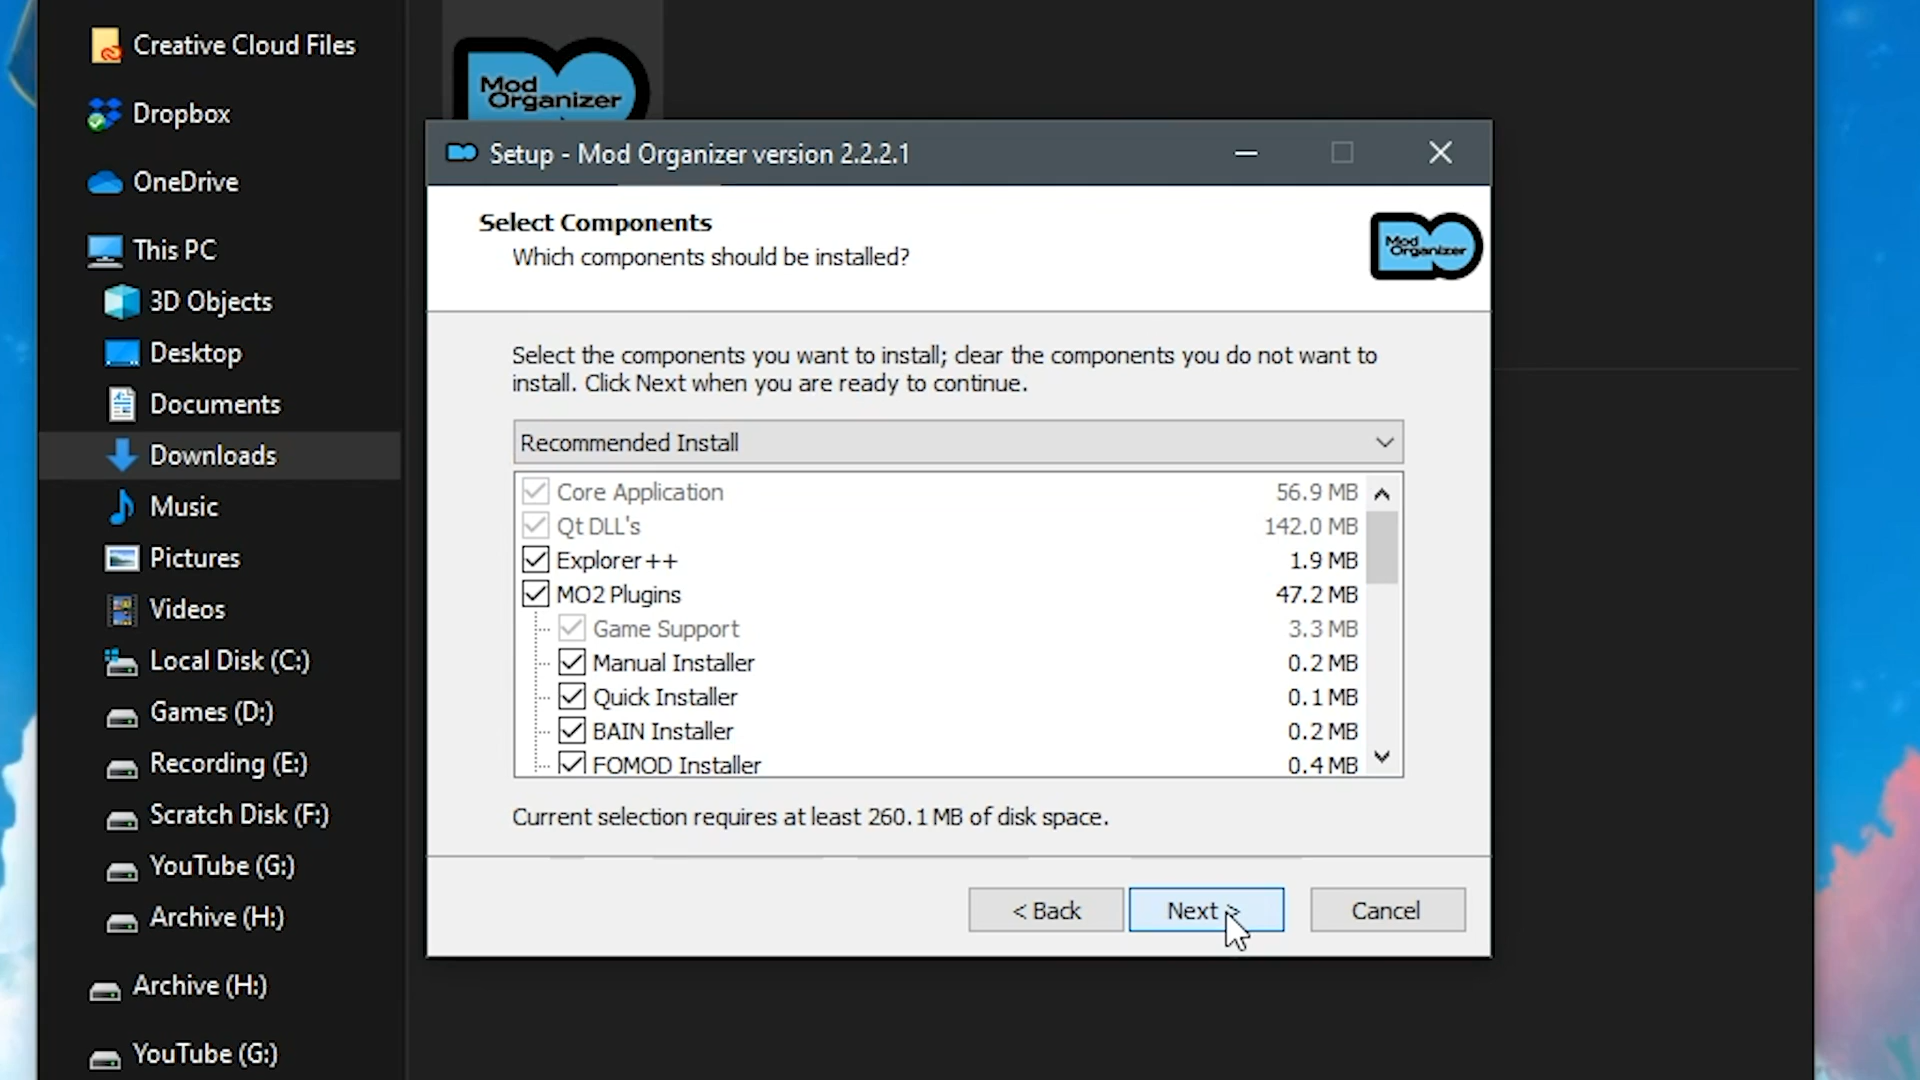 Creative Cloud Files
Dropbox
OneDrive
This PC
3D Objects
Desktop
Documents
Downloads
Music
Pictures
Videos
Local Disk (C:)
Games (D:)
Recording (E:)
Scratch Disk (F:)
YouTube (G:)
Archive (H:)
Archive (H:)
YouTube (G:)
Mod
Organizer
Setup - Mod Organizer version 2.2.2.1
Select Components
Which components should be installed?
Mod
Organizer
Select the components you want to install; clear the components you do not want to
install. Click Next when you are ready to continue.
Recommended Install
Core Application 56.9 MB
Qt DLL's 142.0 MB
Explorer++ 1.9 MB
MO2 Plugins 47.2 MB
Game Support 3.3 MB
Manual Installer 0.2 MB
Quick Installer 0.1 MB
BAIN Installer 0.2 MB
FOMOD Installer 0.4 MB
Current selection requires at least 260.1 MB of disk space.
< Back Next > Cancel